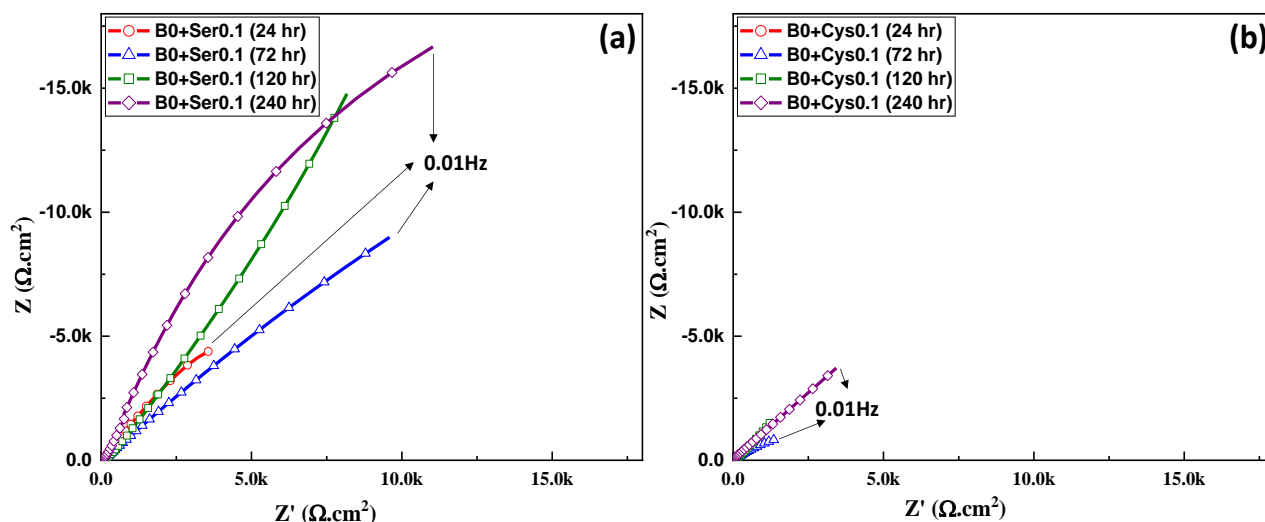 (a)
B0+Ser0.1 (24 hr)
B0+Ser0.1 (72 hr)
B0+Ser0.1 (120 hr)
B0+Ser0.1 (240 hr)
-15.0k
-10.0k
-5.0k
0.0
Z (Ω.cm²)
0.01Hz
0.0 5.0k 10.0k 15.0k
Z' (Ω.cm²)
(b)
B0+Cys0.1 (24 hr)
B0+Cys0.1 (72 hr)
B0+Cys0.1 (120 hr)
B0+Cys0.1 (240 hr)
-15.0k
-10.0k
-5.0k
0.0
Z (Ω.cm²)
0.01Hz
0.0 5.0k 10.0k 15.0k
Z' (Ω.cm²)